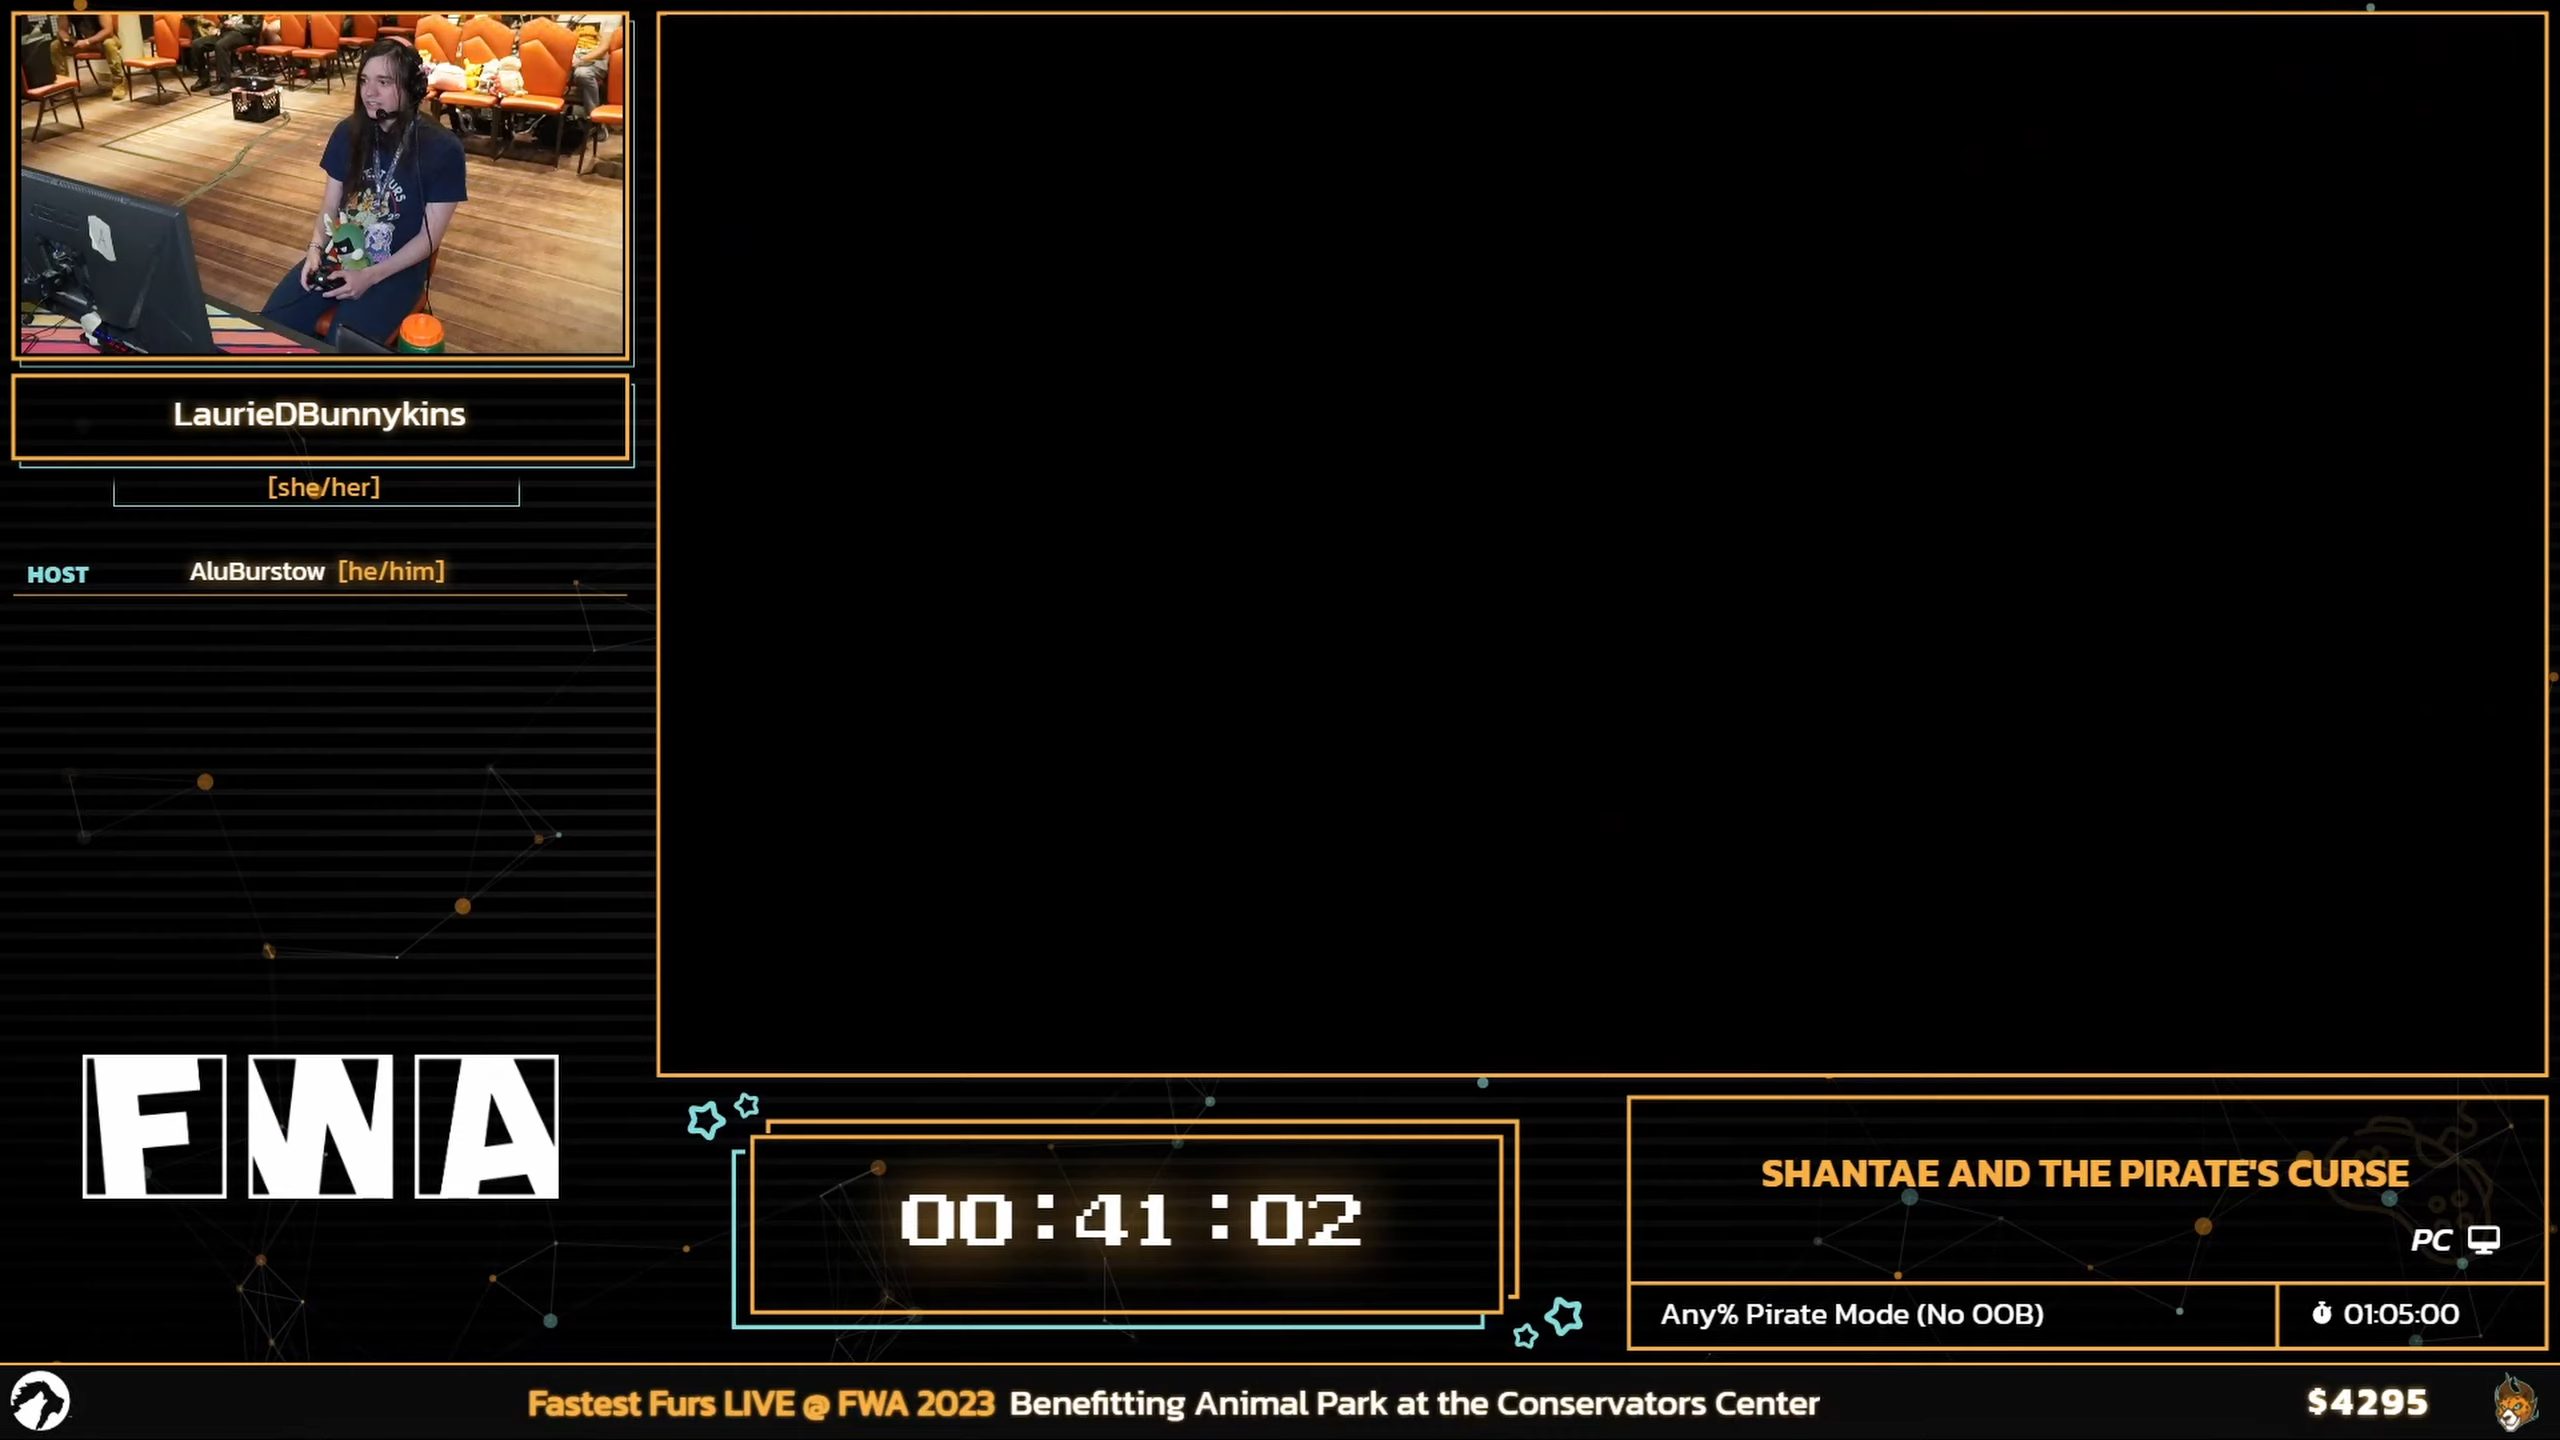 LaurieDBunnykins
[she/her]
HOST AluBurstow [he/him]
FWA
00:41:02
SHANTAE AND THE PIRATE'S CURSE
PC
Any% Pirate Mode (No OOB)
01:05:00
Fastest Furs LIVE @ FWA 2023 Benefitting Animal Park at the Conservators Center
$4295